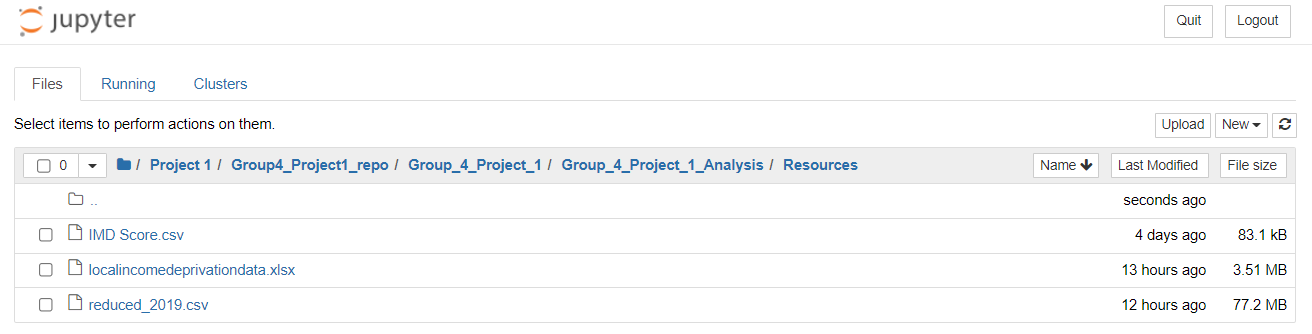 jupyter Quit Logout
Files Running Clusters
Select items to perform actions on them. Upload New
0 / Project 1 / Group4_Project1_repo / Group_4_Project_1 / Group_4_Project_1_Analysis / Resources Name Last Modified File size
.. seconds ago
IMD Score.csv 4 days ago 83.1 kB
localincomedeprivationdata.xlsx 13 hours ago 3.51 MB
reduced_2019.csv 12 hours ago 77.2 MB